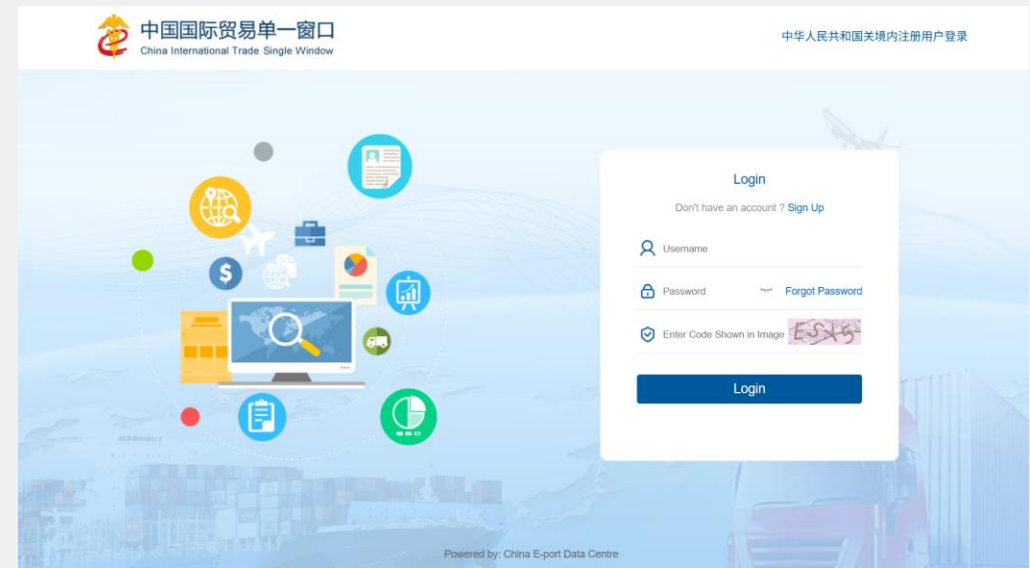 中国国际贸易单一窗口
China International Trade Single Window
中华人民共和国关境内注册用户登录
Login
Don't have an account ? Sign Up
Username
Password Forgot Password
Enter Code Shown in Image
Login
Powered by: China E-port Data Centre